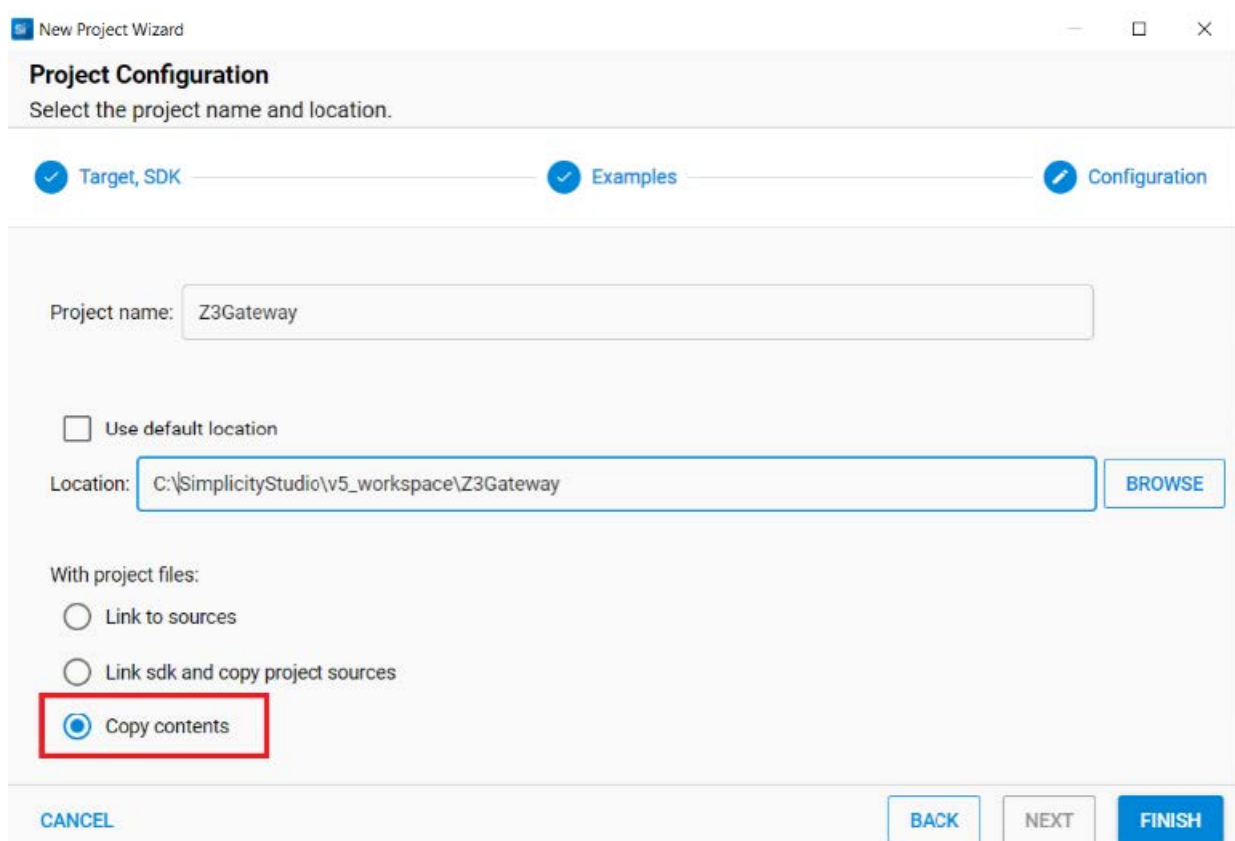 Si New Project Wizard
Project Configuration
Select the project name and location.
Target, SDK Examples Configuration
Project name: Z3Gateway
Use default location
Location: C:\SimplicityStudio\v5_workspace\Z3Gateway BROWSE
With project files:
Link to sources
Link sdk and copy project sources
Copy contents
CANCEL BACK NEXT FINISH